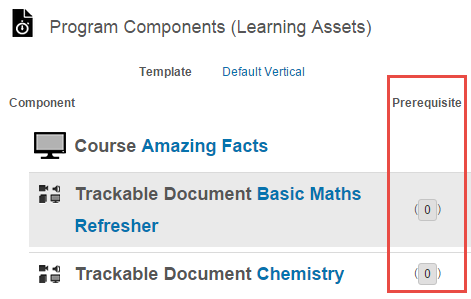 Program Components (Learning Assets)
Template Default Vertical
Component Prerequisite
Course Amazing Facts
Trackable Document Basic Maths
Refresher
(0)
Trackable Document Chemistry (0)